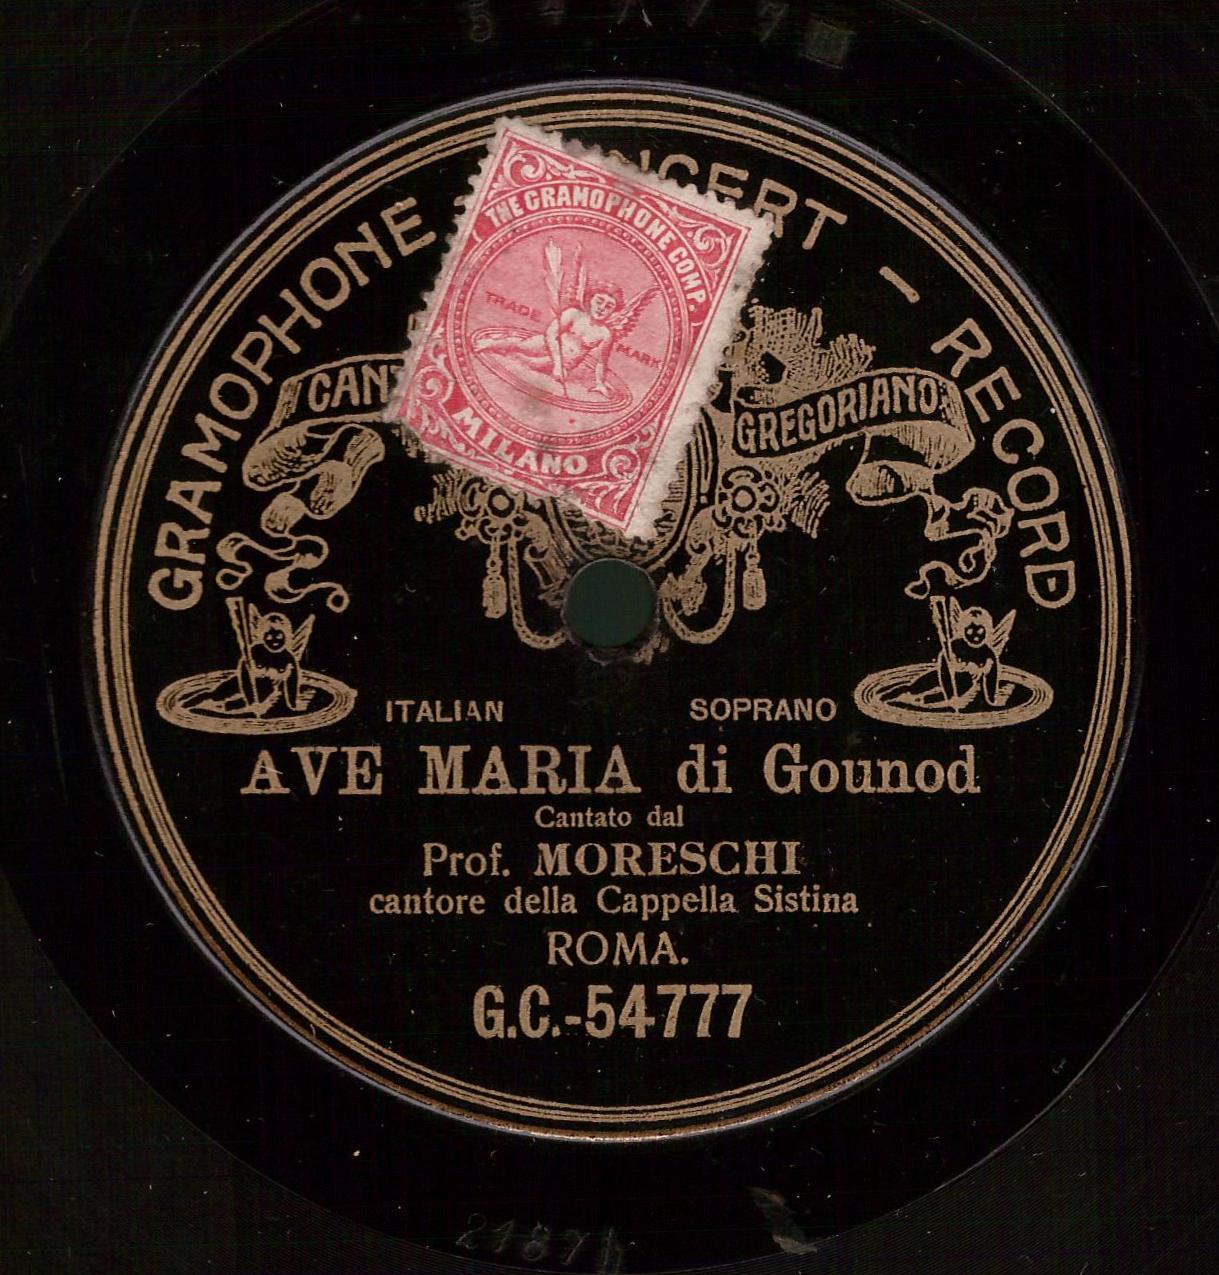 GRAMOPHONE
CERT - RECORD
THE GRAMOPHONE COMP.
TRADE MARK
MILANO
GREGORIANO
ITALIAN SOPRANO
AVE MARIA di Gounod
Cantato dal
Prof. MORESCHI
cantore della Cappella Sistina
ROMA.
G.C.-54777